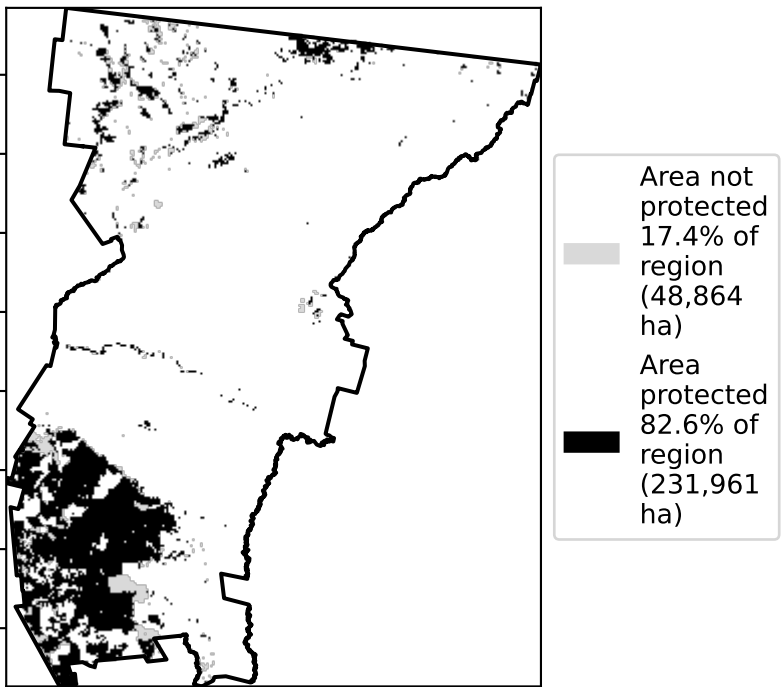 Area not
protected
17.4% of
region
(48,864
ha)
Area
protected
82.6% of
region
(231,961
ha)